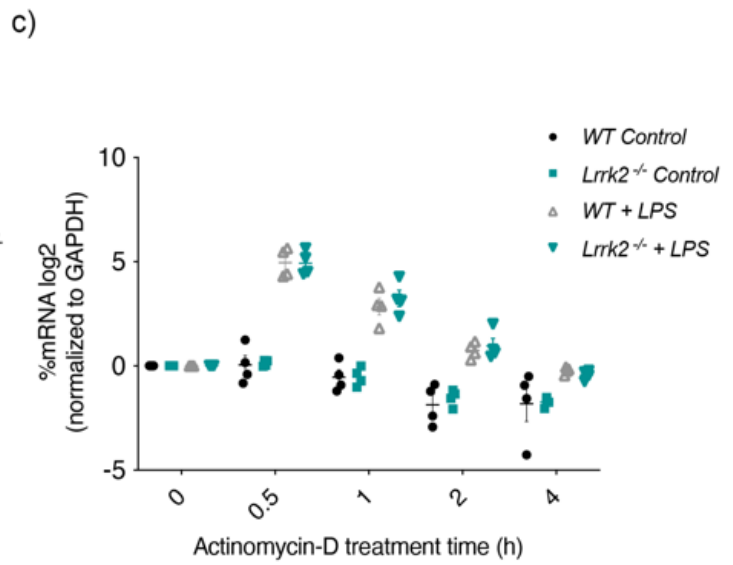 c)
WT Control
Lrrk2 -/- Control
WT + LPS
Lrrk2 -/- + LPS
%mRNA log2
(normalized to GAPDH)
10
5
0
-5
0 0.5 1 2 4
Actinomycin-D treatment time (h)